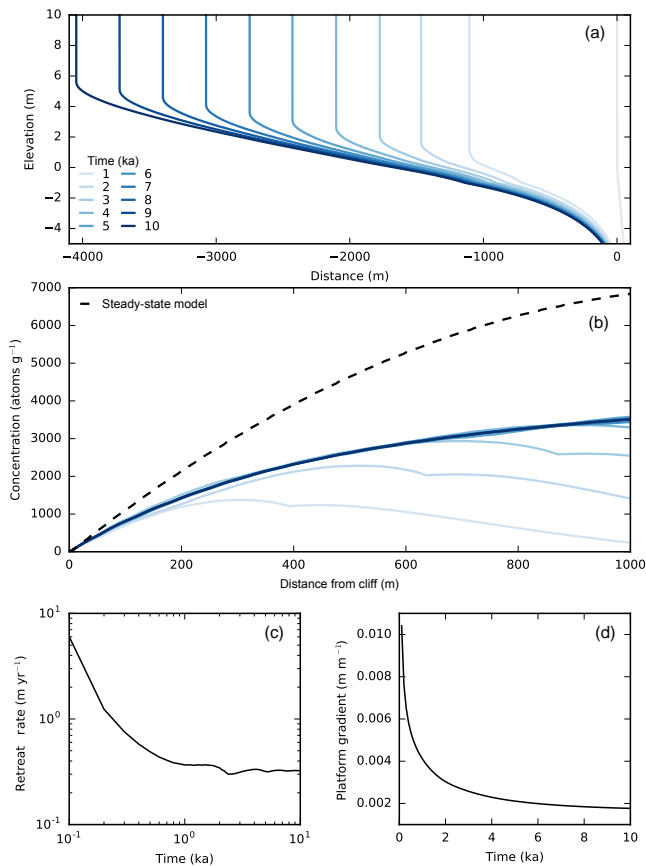 (a)
Elevation (m)
10
8
6
4
2
0
−2
−4
Time (ka)
1 6
2 7
3 8
4 9
5 10
−4000 −3000 −2000 −1000 0
Distance (m)
(b)
Steady-state model
Concentration (atoms g⁻¹)
7000
6000
5000
4000
3000
2000
1000
0
0 200 400 600 800 1000
Distance from cliff (m)
(c)
Retreat rate (m yr⁻¹)
10¹
10⁰
10⁻¹
10⁻¹ 10⁰ 10¹
Time (ka)
(d)
Platform gradient (m m⁻¹)
0.010
0.008
0.006
0.004
0.002
0 2 4 6 8 10
Time (ka)